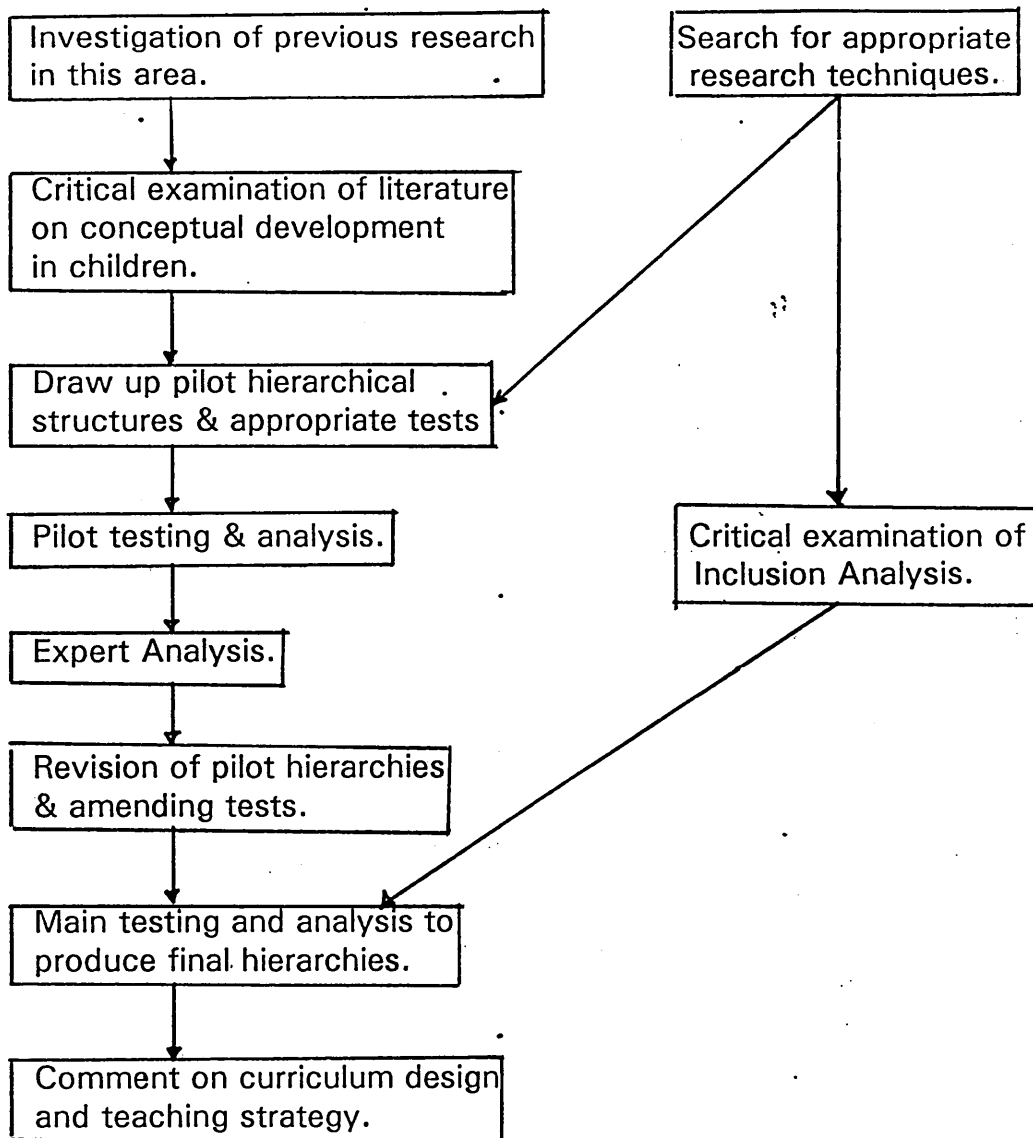 Investigation of previous research
in this area.
Search for appropriate
research techniques.
Critical examination of literature
on conceptual development
in children.
Draw up pilot hierarchical
structures & appropriate tests
Pilot testing & analysis.
Critical examination of
Inclusion Analysis.
Expert Analysis.
Revision of pilot hierarchies
& amending tests.
Main testing and analysis to
produce final hierarchies.
Comment on curriculum design
and teaching strategy.